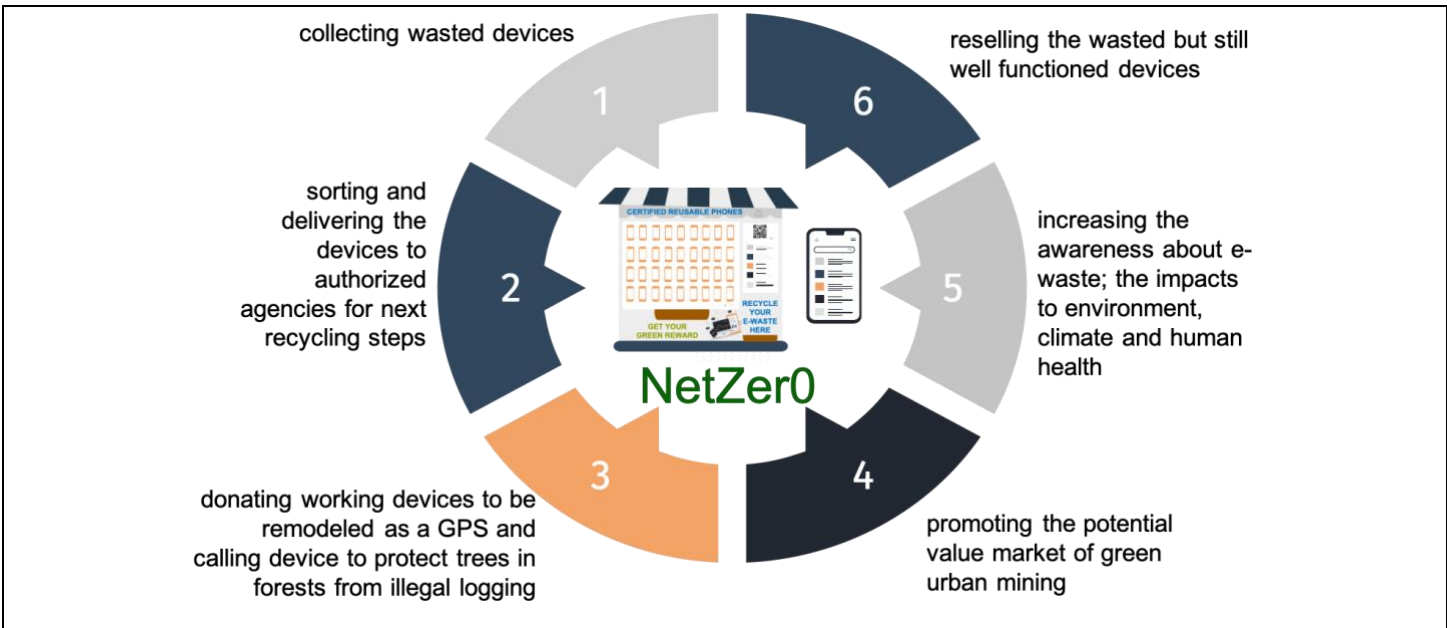 collecting wasted devices
1
sorting and
delivering the
devices to
authorized
agencies for next
recycling steps
2
donating working devices to be
remodeled as a GPS and
calling device to protect trees in
forests from illegal logging
3
promoting the potential
value market of green
urban mining
4
increasing the
awareness about e-
waste; the impacts
to environment,
climate and human
health
5
reselling the wasted but still
well functioned devices
6
CERTIFIED REUSABLE PHONES
RECYCLE
YOUR
E-WASTE
HERE
GET YOUR
GREEN REWARD
NetZer0